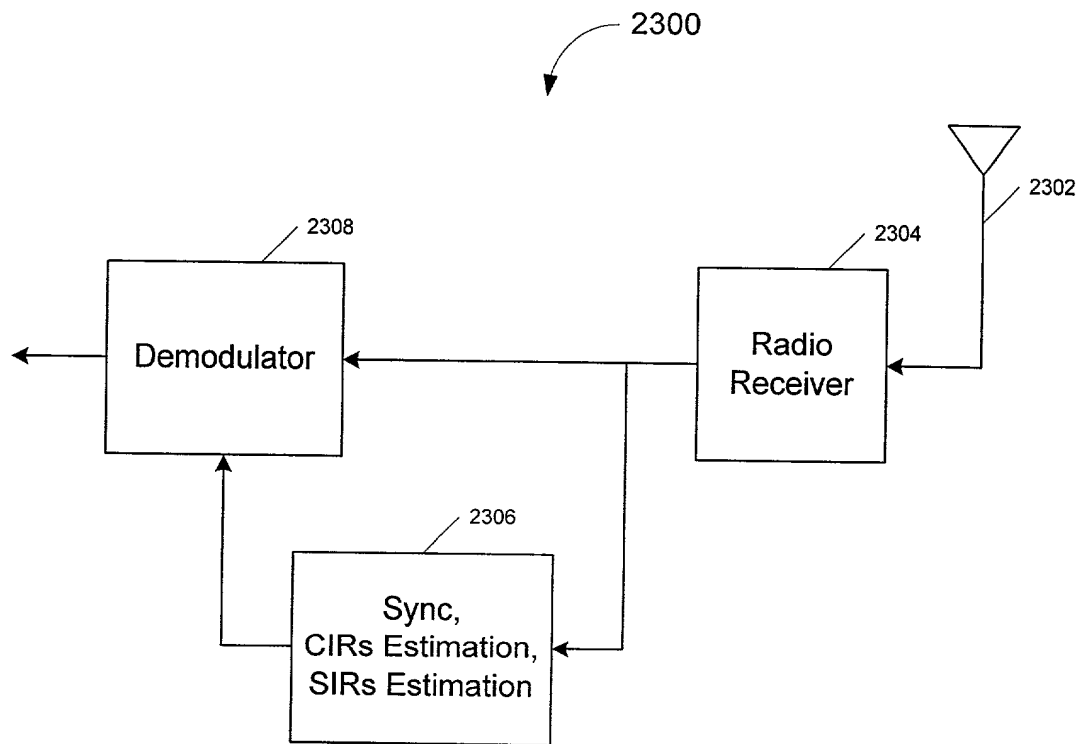 2300
2302
2308
2304
Demodulator
Radio
Receiver
2306
Sync,
CIRs Estimation,
SIRs Estimation